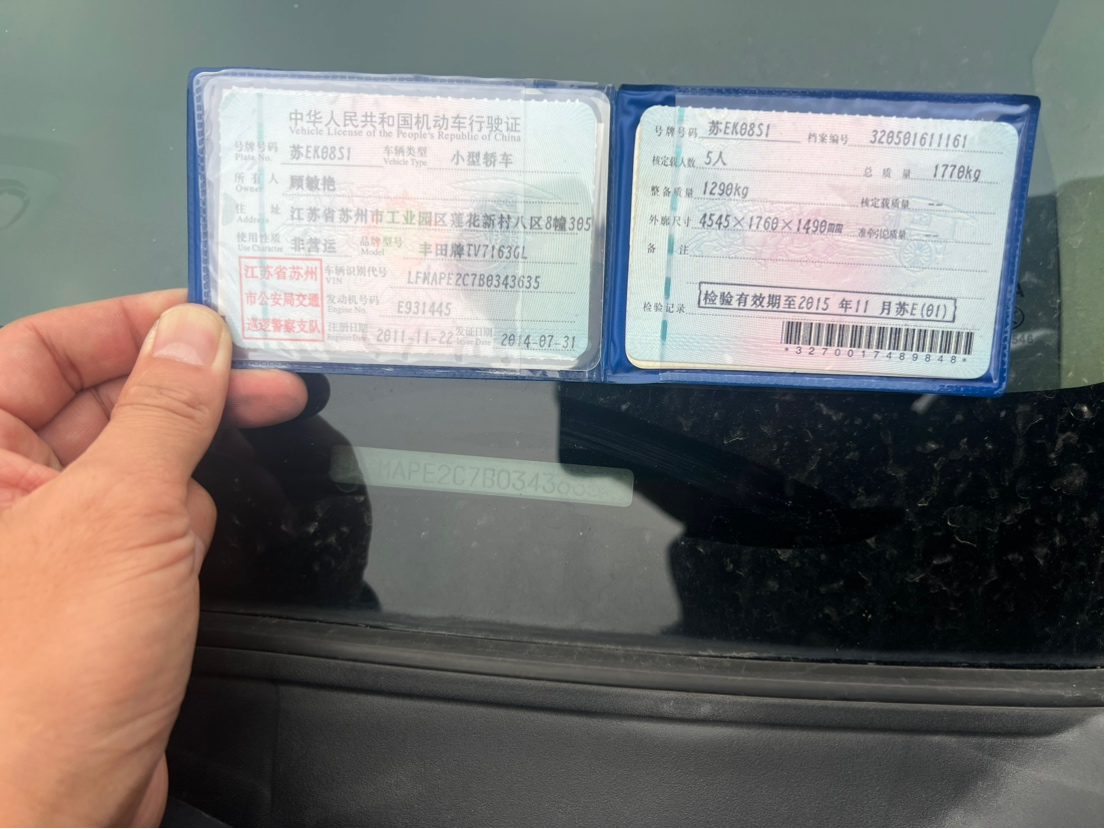 中华人民共和国机动车行驶证
Vehicle License of the People's Republic of China
号牌号码 苏EK08S1 车辆类型 小型轿车
Plate No. Vehicle Type
所有人 顾敏艳
Owner
住址 江苏省苏州市工业园区莲花新村八区8幢305
Address
使用性质 非营运 品牌型号 丰田牌TV7163GL
Use Character Model
江苏省苏州
市公安局交通
巡逻警察支队
车辆识别代号 LFMAPE2C7B0343635
VIN
发动机号码 E931445
Engine No.
注册日期 2011-11-22 发证日期 2014-07-31
Register Date Issue Date
号牌号码 苏EK08S1 档案编号 320501611161
核定载人数 5人 总质量 1770kg
整备质量 1290kg 核定载质量 --
外廓尺寸 4545×1760×1490mm 准牵引总质量 --
备注
检验记录 检验有效期至2015年11月苏E(01)
*3270017489848*
MAPE2C7B03436